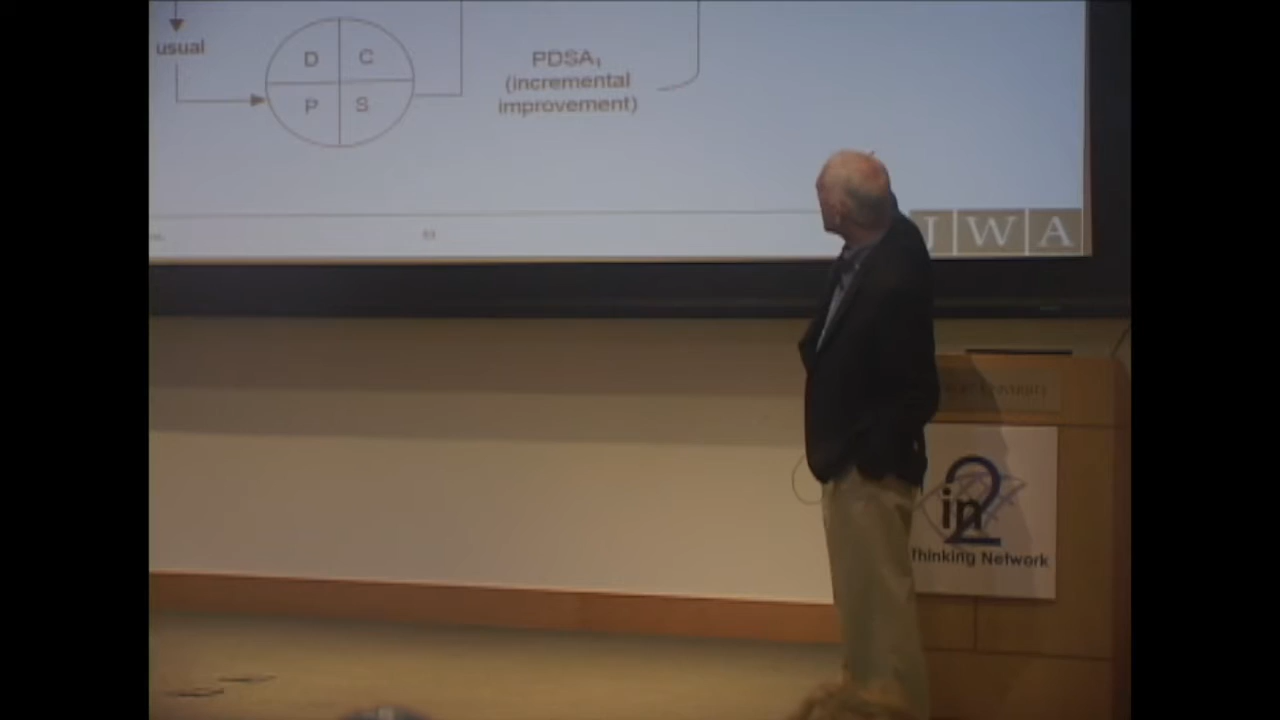 usual
D C
P S
PDSA₁
(incremental
improvement)
JWA
in2
Thinking Network